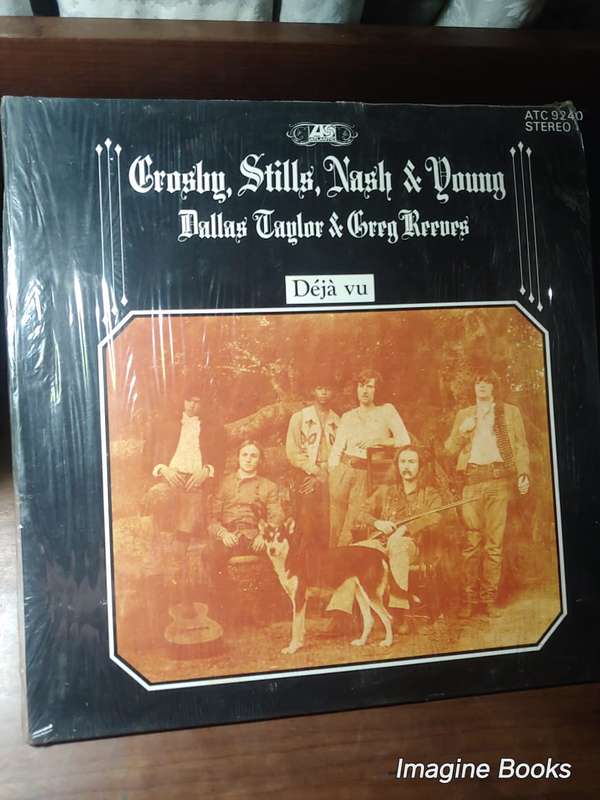 ATC 9240
STEREO
Crosby, Stills, Nash & Young
Dallas Taylor & Greg Reeves
Déjà vu
Imagine Books